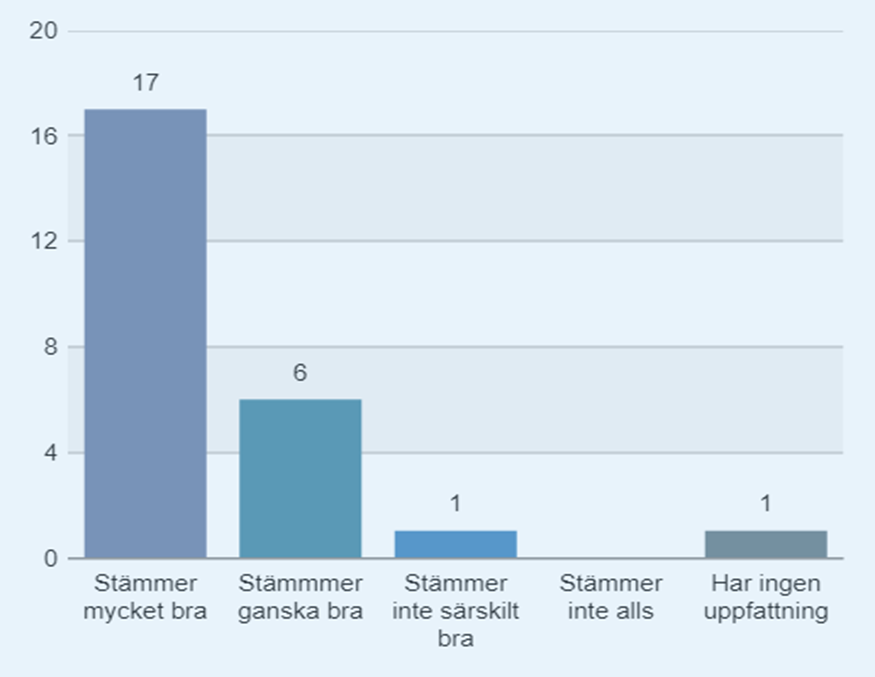 20
17
16
12
8
6
4
1
1
0
Stämmer
mycket bra
Stämmmer
ganska bra
Stämmer
inte särskilt
bra
Stämmer
inte alls
Har ingen
uppfattning